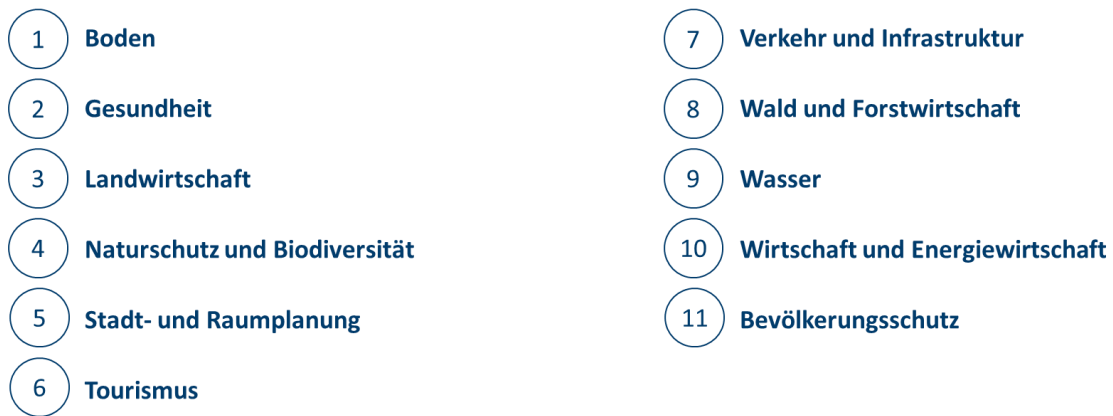 1 Boden
2 Gesundheit
3 Landwirtschaft
4 Naturschutz und Biodiversität
5 Stadt- und Raumplanung
6 Tourismus
7 Verkehr und Infrastruktur
8 Wald und Forstwirtschaft
9 Wasser
10 Wirtschaft und Energiewirtschaft
11 Bevölkerungsschutz